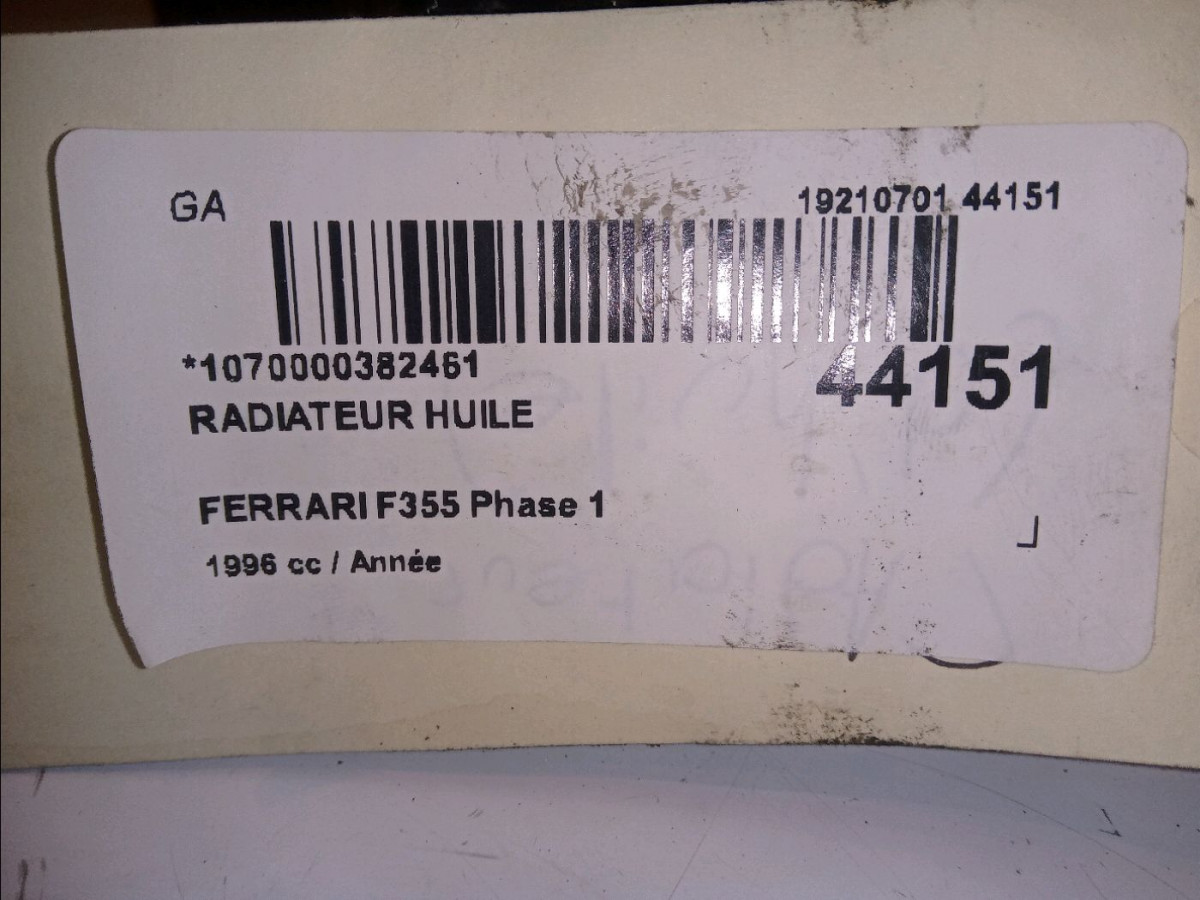 GA
19210701 44151
*1070000382461
44151
RADIATEUR HUILE
FERRARI F355 Phase 1
1996 cc / Année